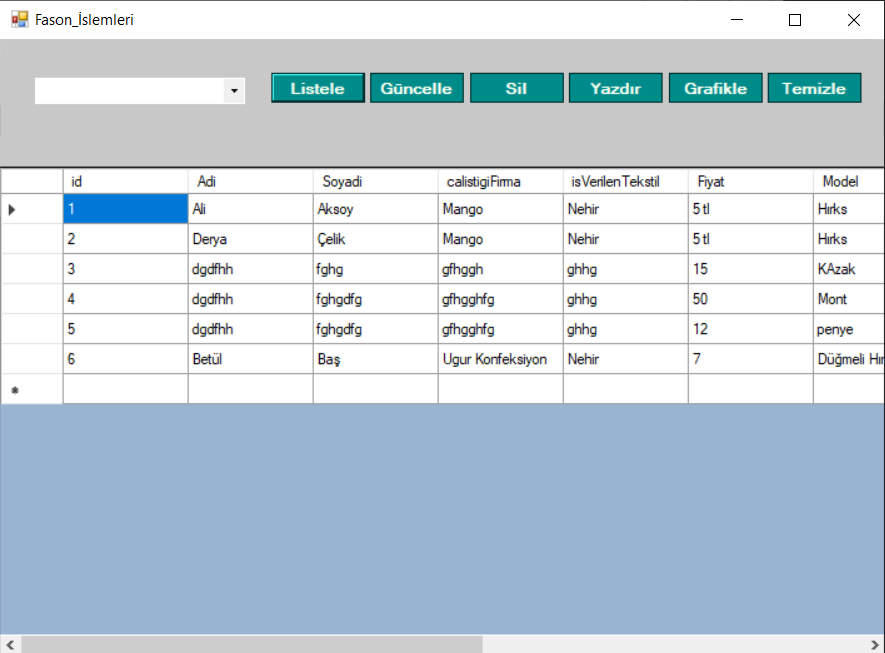 Fason_İslemleri
Listele Güncelle Sil Yazdır Grafikle Temizle
id Adi Soyadi calistigiFirma isVerilenTekstil Fiyat Model
1 Ali Aksoy Mango Nehir 5 tl Hırks
2 Derya Çelik Mango Nehir 5 tl Hırks
3 dgdfhh fghg gfhggh ghhg 15 KAzak
4 dgdfhh fghgdfg gfhgghfg ghhg 50 Mont
5 dgdfhh fghgdfg gfhgghfg ghhg 12 penye
6 Betül Baş Ugur Konfeksiyon Nehir 7 Düğmeli